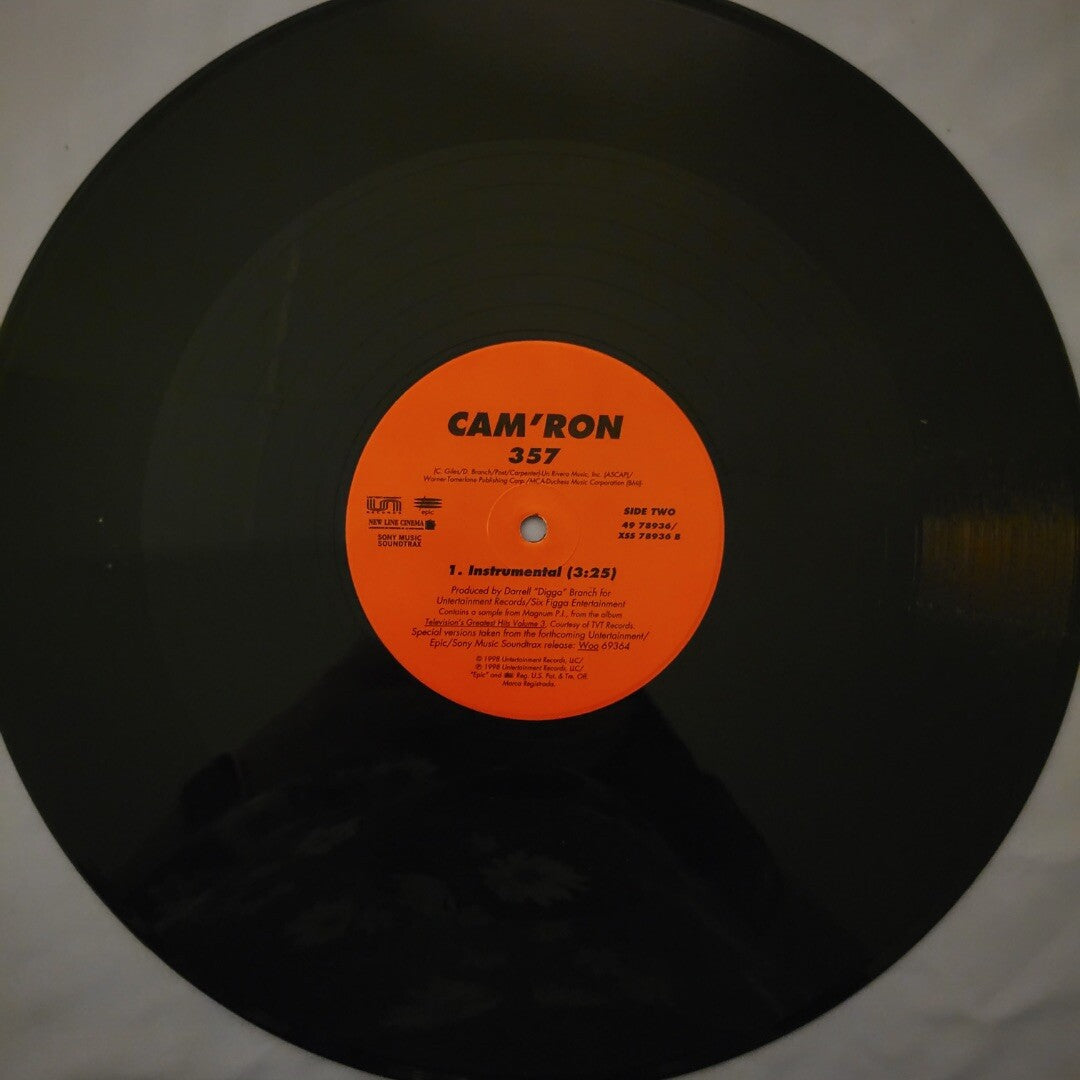 CAM'RON
357
(C. Giles/D. Branch/Post/Carpenter)-Un Rivera Music, Inc. (ASCAP)/
Warner-Tamerlane Publishing Corp./MCA-Duchess Music Corporation (BMI)
un
RECORDS
epic
NEW LINE CINEMA
SONY MUSIC
SOUNDTRAX
SIDE TWO
49 78936/
XSS 78936 B
1. Instrumental (3:25)
Produced by Darrell "Digga" Branch for
Untertainment Records/Six Figga Entertainment
Contains a sample from Magnum P.I., from the album
Television's Greatest Hits Volume 3, Courtesy of TVT Records.
Special versions taken from the forthcoming Untertainment/
Epic/Sony Music Soundtrax release: Woo 69364
© 1998 Untertainment Records, LLC/
℗ 1998 Untertainment Records, LLC/
"Epic" and Reg. U.S. Pat. & Tm. Off.
Marca Registrada.